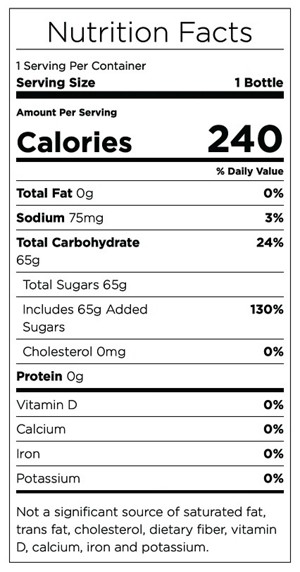 Nutrition Facts
1 Serving Per Container
Serving Size 1 Bottle
Amount Per Serving
Calories 240
% Daily Value
Total Fat 0g 0%
Sodium 75mg 3%
Total Carbohydrate 24%
65g
Total Sugars 65g
Includes 65g Added 130%
Sugars
Cholesterol 0mg 0%
Protein 0g
Vitamin D 0%
Calcium 0%
Iron 0%
Potassium 0%
Not a significant source of saturated fat,
trans fat, cholesterol, dietary fiber, vitamin
D, calcium, iron and potassium.